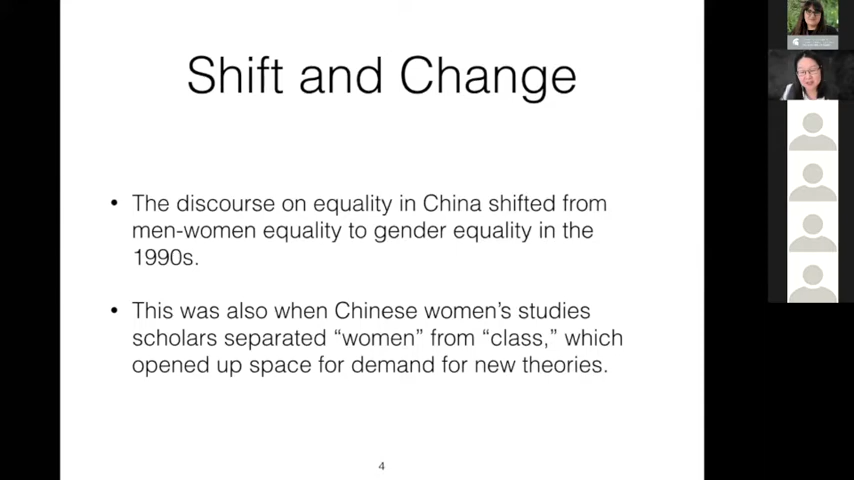 Shift and Change
• The discourse on equality in China shifted from
men-women equality to gender equality in the
1990s.
• This was also when Chinese women’s studies
scholars separated “women” from “class,” which
opened up space for demand for new theories.
4